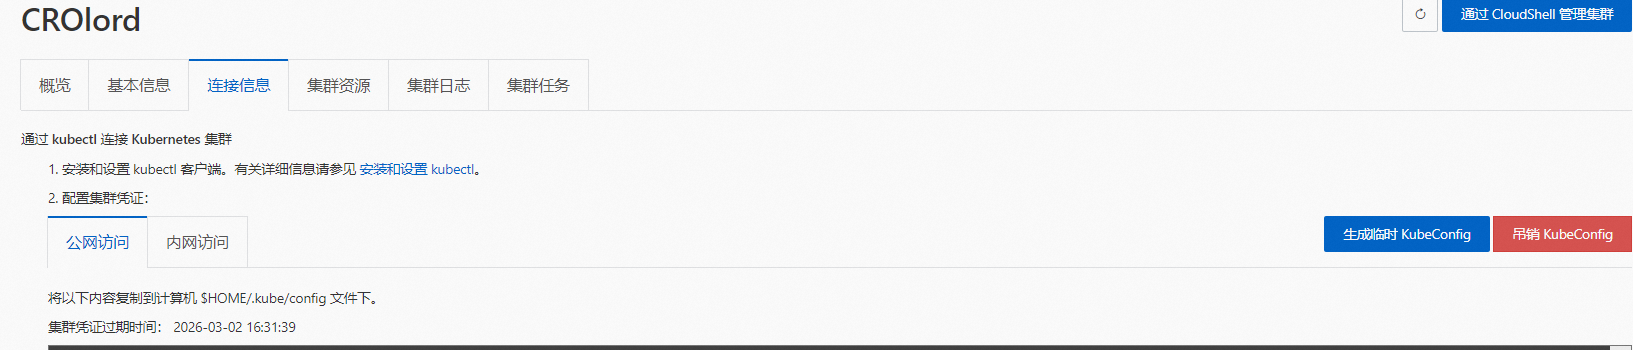 CROlord
通过 CloudShell 管理集群
概览 基本信息 连接信息 集群资源 集群日志 集群任务
通过 kubectl 连接 Kubernetes 集群
1. 安装和设置 kubectl 客户端。有关详细信息请参见 安装和设置 kubectl。
2. 配置集群凭证：
公网访问 内网访问 生成临时 KubeConfig 吊销 KubeConfig
将以下内容复制到计算机 $HOME/.kube/config 文件下。
集群凭证过期时间： 2026-03-02 16:31:39